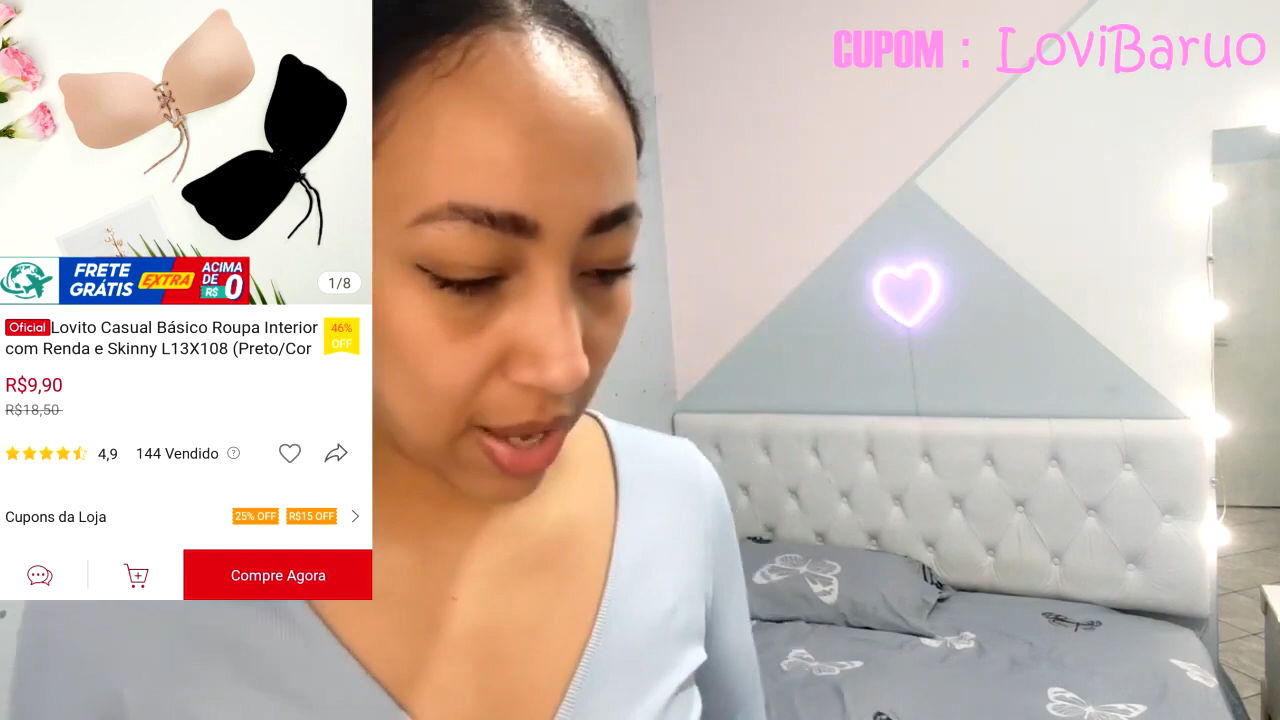 CUPOM : LoviBaruo
FRETE
GRÁTIS
EXTRA
ACIMA
DE
R$ 0
1/8
Oficial Lovito Casual Básico Roupa Interior
com Renda e Skinny L13X108 (Preto/Cor
46%
OFF
R$9,90
R$18,50
4,9 144 Vendido ?
Cupons da Loja 25% OFF R$15 OFF
Compre Agora